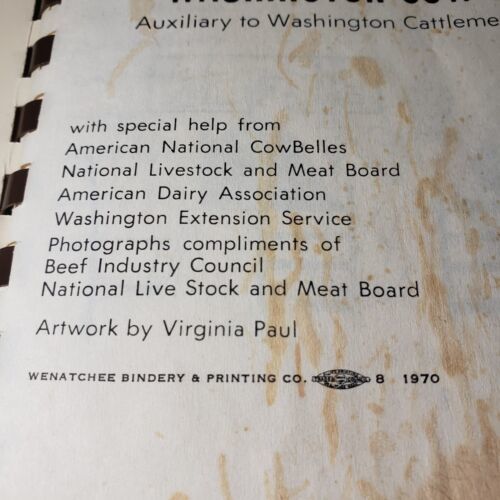 WASHINGTON
Auxiliary to Washington Cattleme
with special help from
American National CowBelles
National Livestock and Meat Board
American Dairy Association
Washington Extension Service
Photographs compliments of
Beef Industry Council
National Live Stock and Meat Board
Artwork by Virginia Paul
WENATCHEE BINDERY & PRINTING CO. 8 1970